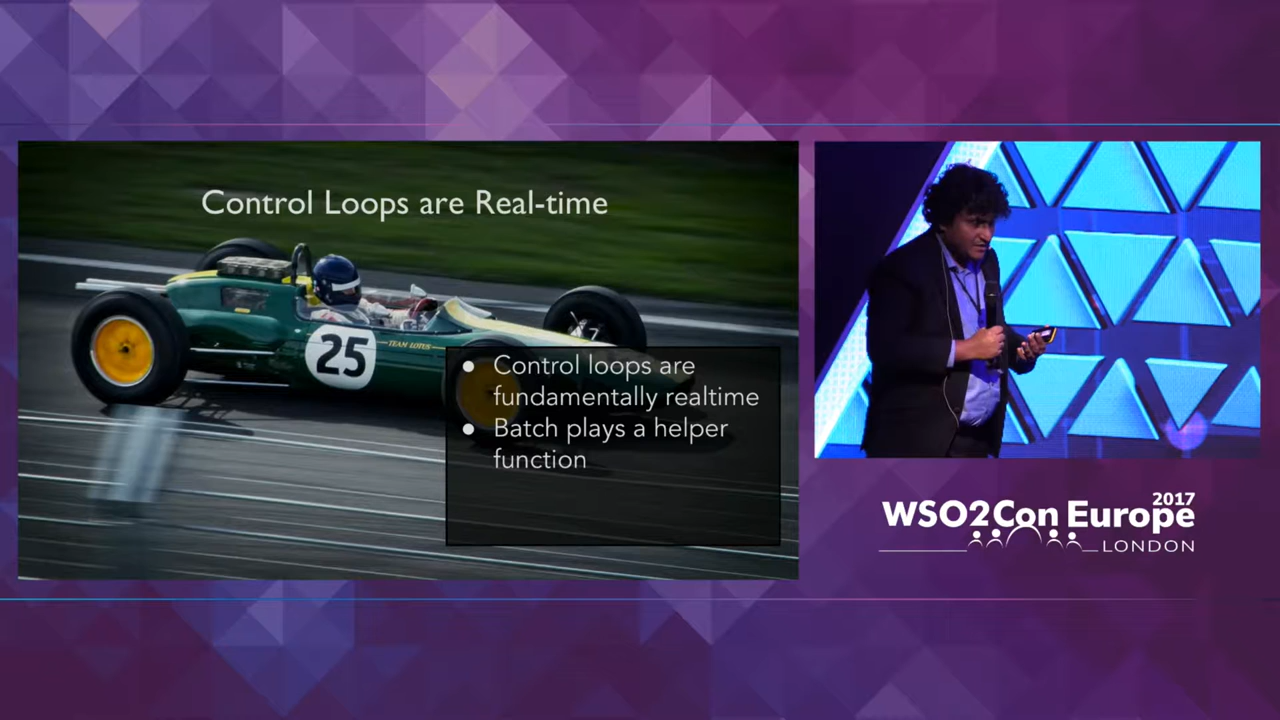 Control Loops are Real-time
25
TEAM LOTUS
7
● Control loops are
fundamentally realtime
● Batch plays a helper
function
2017
WSO2Con Europe
LONDON